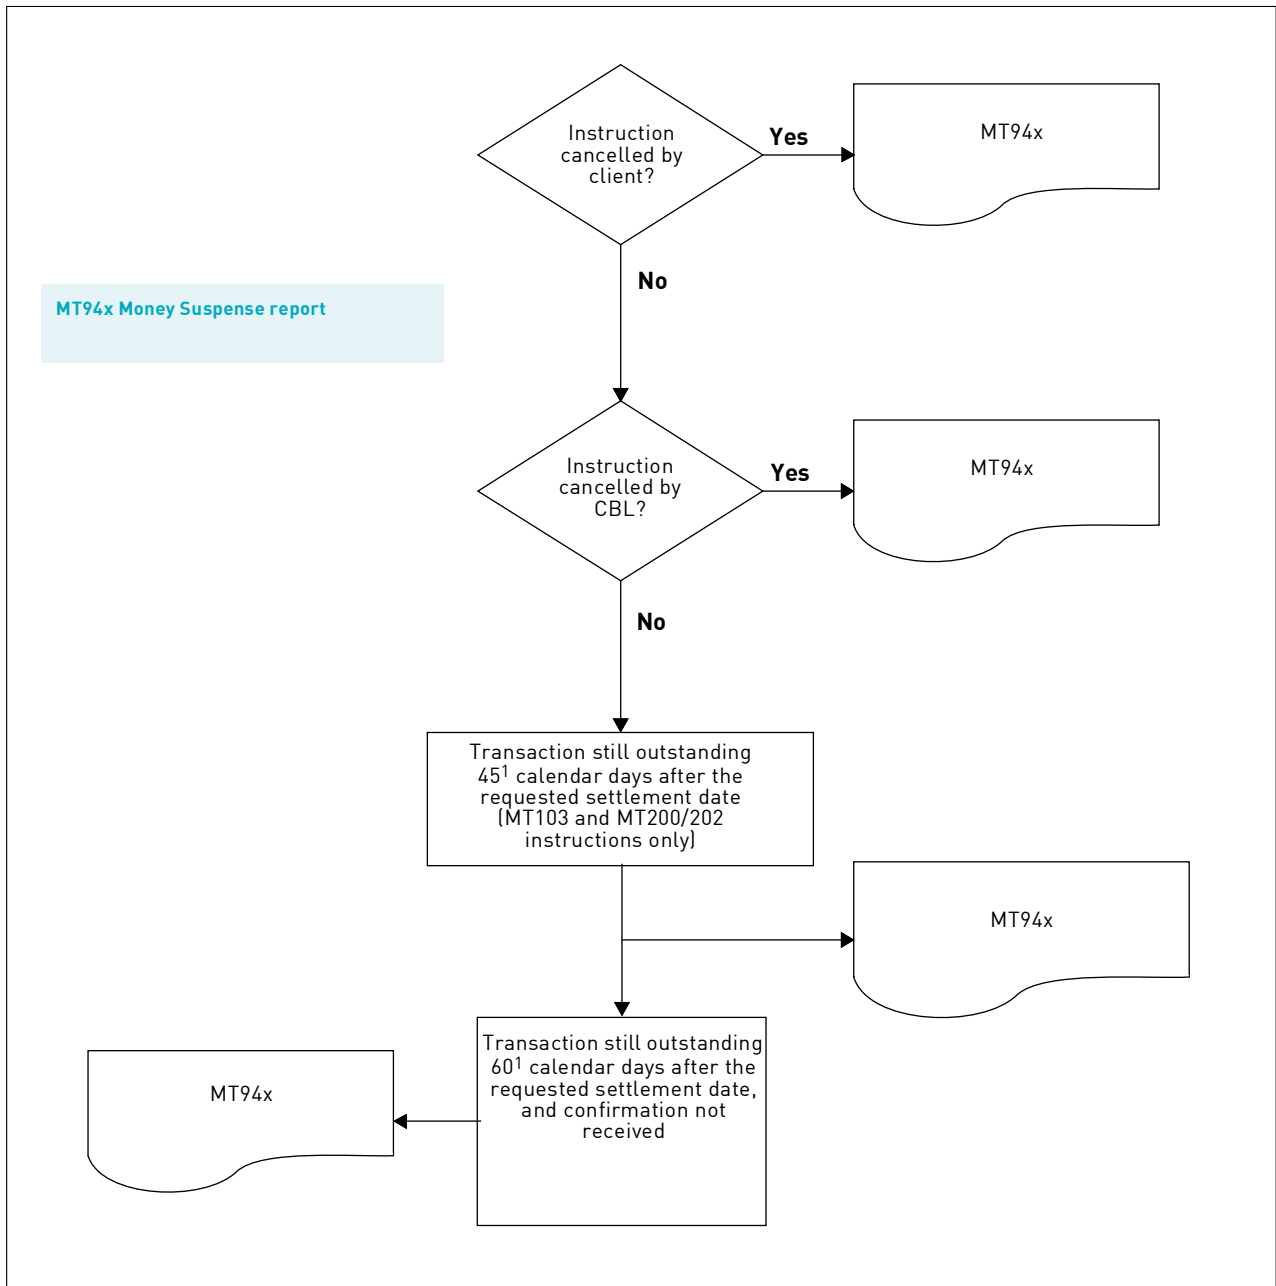 Instruction
cancelled by
client?
Yes
MT94x
No
MT94x Money Suspense report
Instruction
cancelled by
CBL?
Yes
MT94x
No
Transaction still outstanding
45¹ calendar days after the
requested settlement date
(MT103 and MT200/202
instructions only)
MT94x
Transaction still outstanding
60¹ calendar days after the
requested settlement date,
and confirmation not
received
MT94x